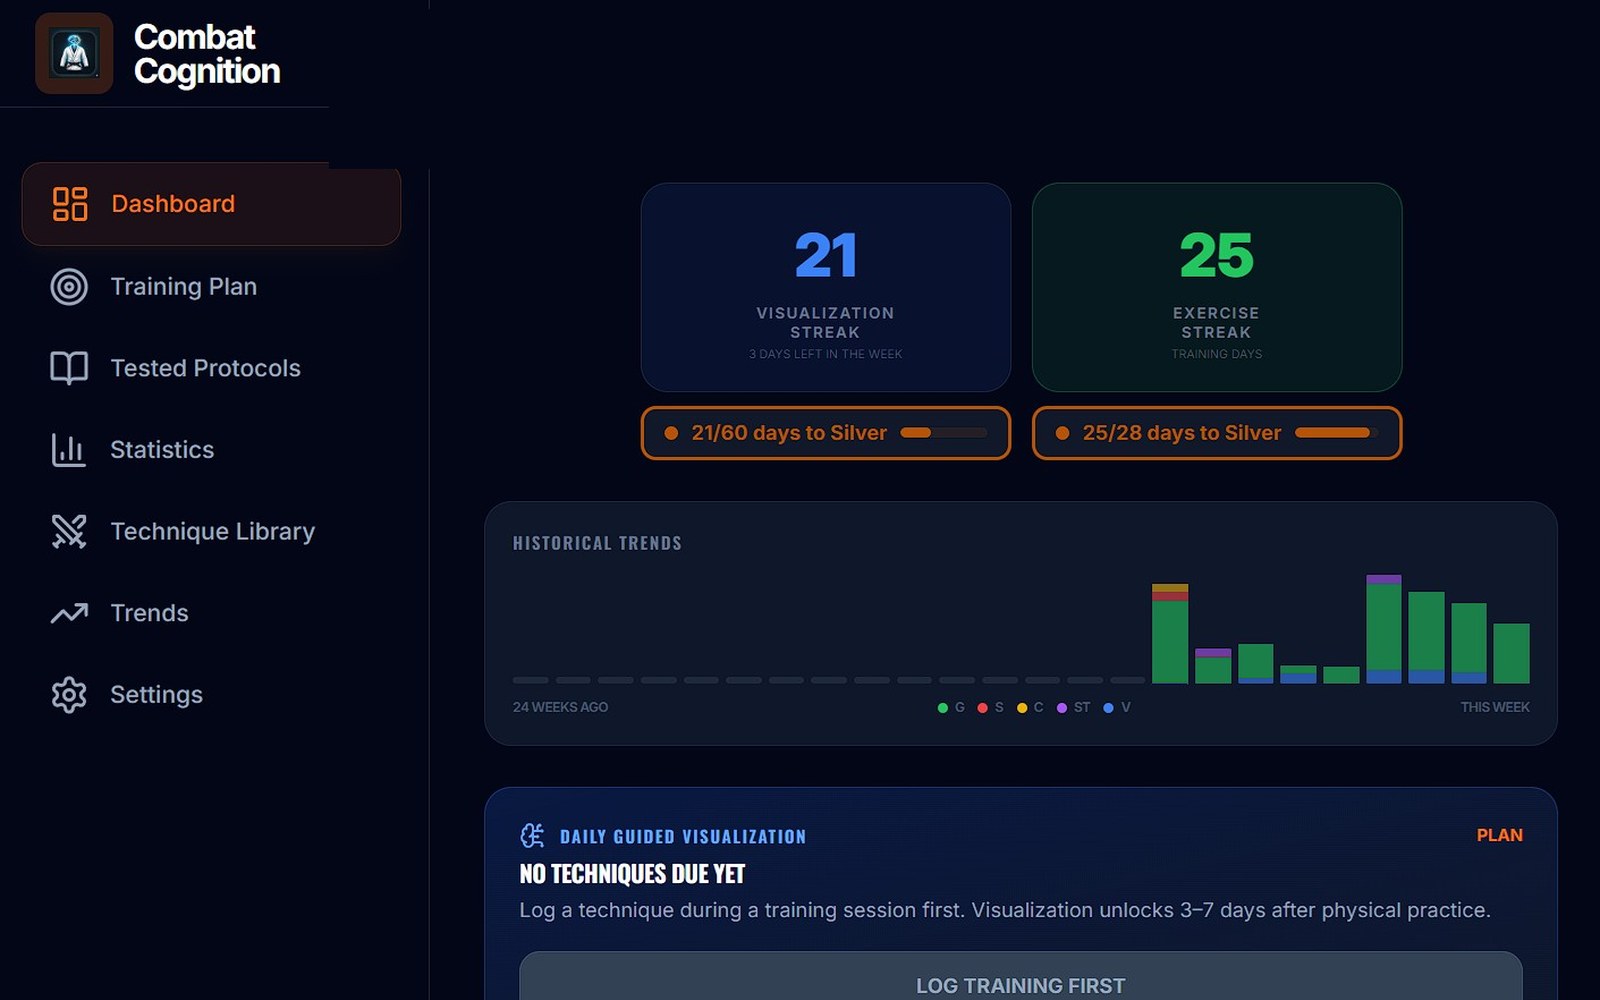 Combat
Cognition
Dashboard
Training Plan
Tested Protocols
Statistics
Technique Library
Trends
Settings
21
VISUALIZATION
STREAK
3 DAYS LEFT IN THE WEEK
25
EXERCISE
STREAK
TRAINING DAYS
21/60 days to Silver
25/28 days to Silver
HISTORICAL TRENDS
24 WEEKS AGO
G S C ST V
THIS WEEK
DAILY GUIDED VISUALIZATION
PLAN
NO TECHNIQUES DUE YET
Log a technique during a training session first. Visualization unlocks 3–7 days after physical practice.
LOG TRAINING FIRST